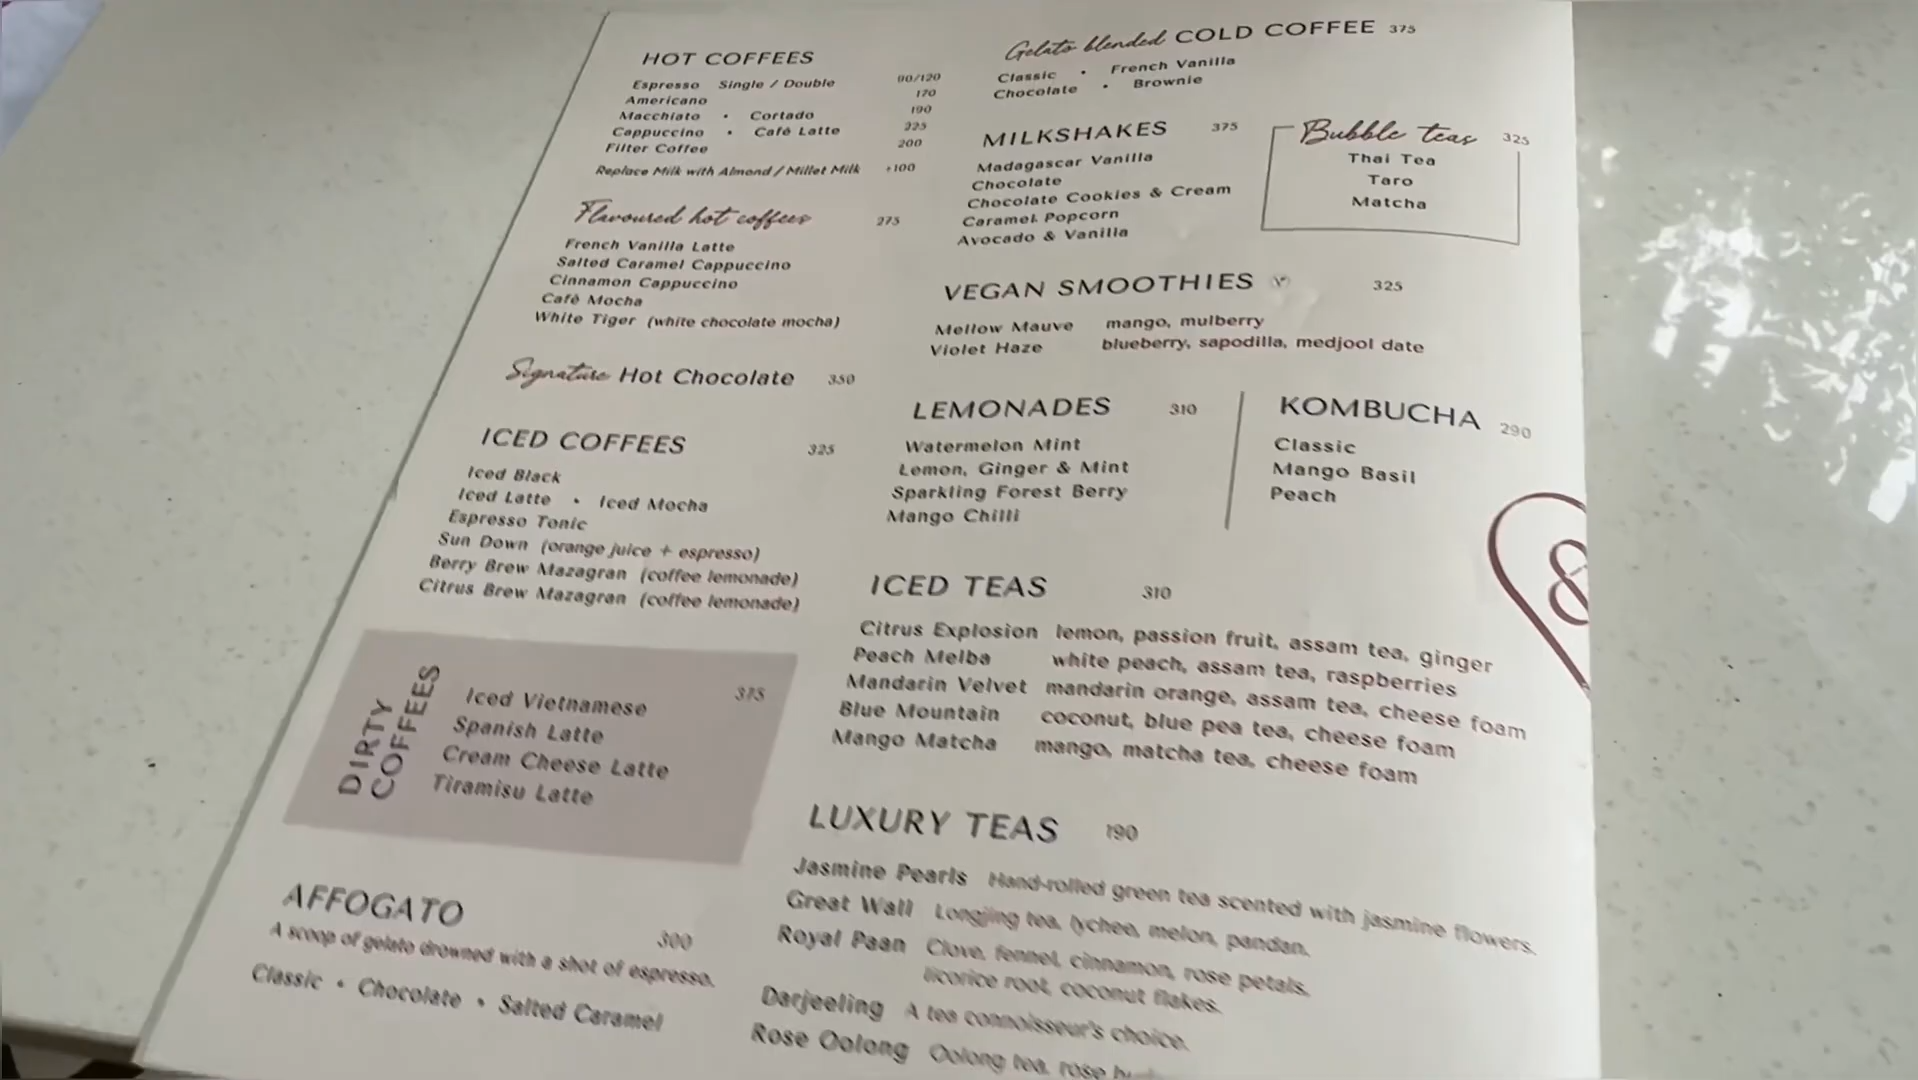 HOT COFFEES
Espresso Single / Double 90/120
Americano 170
Macchiato • Cortado 190
Cappuccino • Café Latte 225
Filter Coffee 200
Replace Milk with Almond / Millet Milk +100
Flavoured hot coffees 275
French Vanilla Latte
Salted Caramel Cappuccino
Cinnamon Cappuccino
Café Mocha
White Tiger (white chocolate mocha)
Signature Hot Chocolate 350
ICED COFFEES 325
Iced Black
Iced Latte • Iced Mocha
Espresso Tonic
Sun Down (orange juice + espresso)
Berry Brew Mazagran (coffee lemonade)
Citrus Brew Mazagran (coffee lemonade)
DIRTY
COFFEES
Iced Vietnamese 375
Spanish Latte
Cream Cheese Latte
Tiramisu Latte
AFFOGATO 300
A scoop of gelato drowned with a shot of espresso.
Classic • Chocolate • Salted Caramel
Gelato blended COLD COFFEE 375
Classic • French Vanilla
Chocolate • Brownie
MILKSHAKES 375
Madagascar Vanilla
Chocolate
Chocolate Cookies & Cream
Caramel Popcorn
Avocado & Vanilla
Bubble teas 325
Thai Tea
Taro
Matcha
VEGAN SMOOTHIES 325
Mellow Mauve mango, mulberry
Violet Haze blueberry, sapodilla, medjool date
LEMONADES 310
Watermelon Mint
Lemon, Ginger & Mint
Sparkling Forest Berry
Mango Chilli
KOMBUCHA 290
Classic
Mango Basil
Peach
&
ICED TEAS 310
Citrus Explosion lemon, passion fruit, assam tea, ginger
Peach Melba white peach, assam tea, raspberries
Mandarin Velvet mandarin orange, assam tea, cheese foam
Blue Mountain coconut, blue pea tea, cheese foam
Mango Matcha mango, matcha tea, cheese foam
LUXURY TEAS 190
Jasmine Pearls Hand-rolled green tea scented with jasmine flowers.
Great Wall Longjing tea, lychee, melon, pandan.
Royal Paan Clove, fennel, cinnamon, rose petals,
licorice root, coconut flakes.
Darjeeling A tea connoisseur's choice.
Rose Oolong Oolong tea, rose